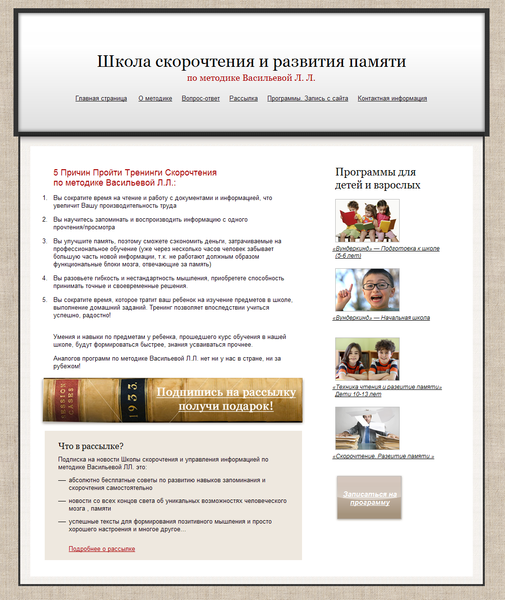 Школа скорочтения и развития памяти
по методике Васильевой Л. Л.
Главная страница О методике Вопрос-ответ Рассылка Программы. Запись с сайта Контактная информация
5 Причин Пройти Тренинги Скорочтения
по методике Васильевой Л.Л.:
1. Вы сократите время на чтение и работу с документами и информацией, что
увеличит Вашу производительность труда
2. Вы научитесь запоминать и воспроизводить информацию с одного
прочтения/просмотра
3. Вы улучшите память, поэтому сможете сэкономить деньги, затрачиваемые на
профессиональное обучение (уже через несколько часов человек забывает
большую часть новой информации, т.к. не работают должным образом
функциональные блоки мозга, отвечающие за память)
4. Вы разовьете гибкость и нестандартность мышления, приобретете способность
принимать точные и своевременные решения.
5. Вы сократите время, которое тратит ваш ребенок на изучение предметов в школе,
выполнение домашний заданий. Тренинг позволяет впоследствии учиться
успешно, радостно!
Умения и навыки по предметам у ребенка, прошедшего курс обучения в нашей
школе, будут формироваться быстрее, знания усваиваться прочнее.
Аналогов программ по методике Васильевой Л.Л. нет ни у нас в стране, ни за
рубежом!
SESSION
CASES
1933.
Подпишись на рассылку
получи подарок!
Что в рассылке?
Подписка на новости Школы скорочтения и управления информацией по
методике Васильевой ЛЛ. это:
— абсолютно бесплатные советы по развитию навыков запоминания и
скорочтения самостоятельно
— новости со всех концов света об уникальных возможностях человеческого
мозга , памяти
— успешные тексты для формирования позитивного мышления и просто
хорошего настроения и многое другое...
Подробнее о рассылке
Программы для
детей и взрослых
«Вундеркинд» — Подготовка к школе
(5-6 лет)
«Вундеркинд» — Начальная школа
«Техника чтения и развитие памяти»
Дети 10-13 лет
«Скорочтение. Развитие памяти.»
Записаться на
программу